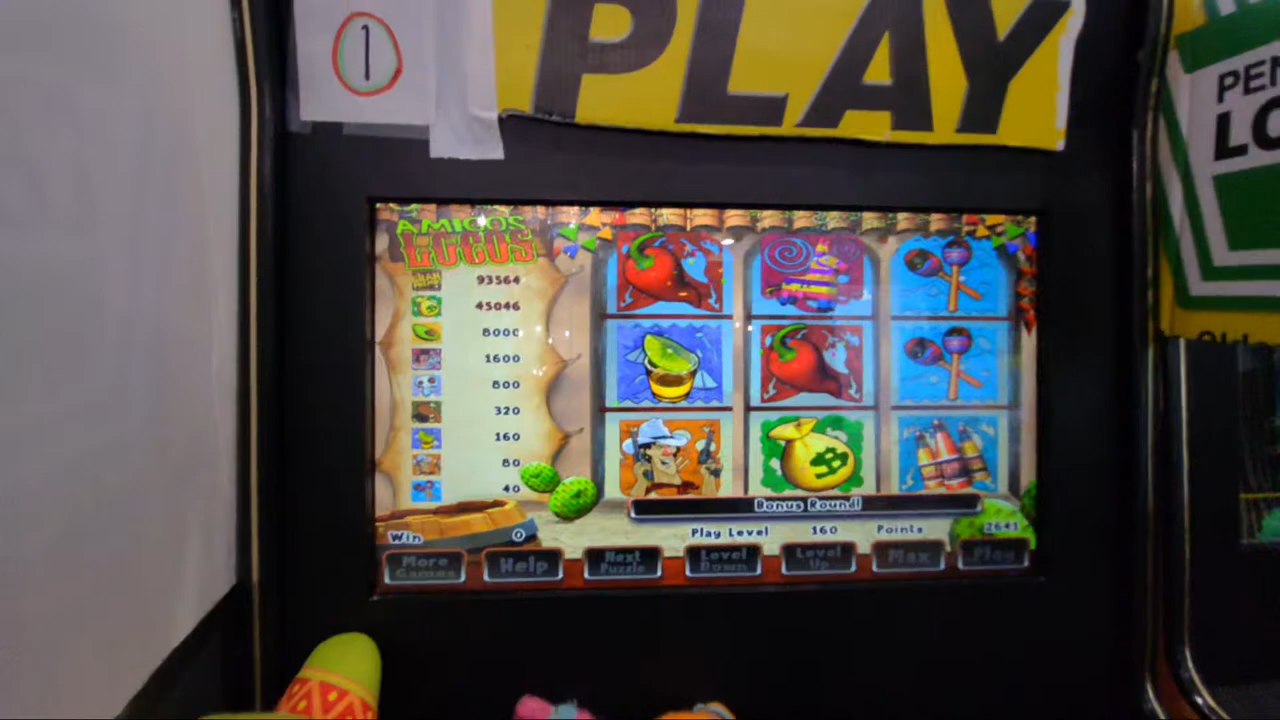 1
PLAY
PEN
LO
AMIGOS
LOCOS
93564
45046
8000
1600
800
320
160
80
40
Bonus Round!
Win 0 Play Level 160 Points 2641
More Games
Help
Next Puzzle
Level Down
Level Up
Max
Play